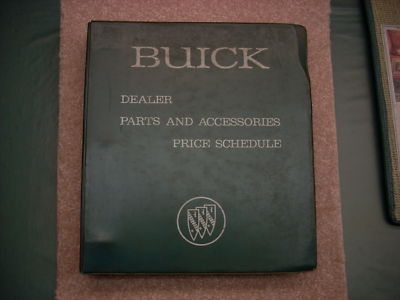 BUICK
DEALER
PARTS AND ACCESSORIES
PRICE SCHEDULE